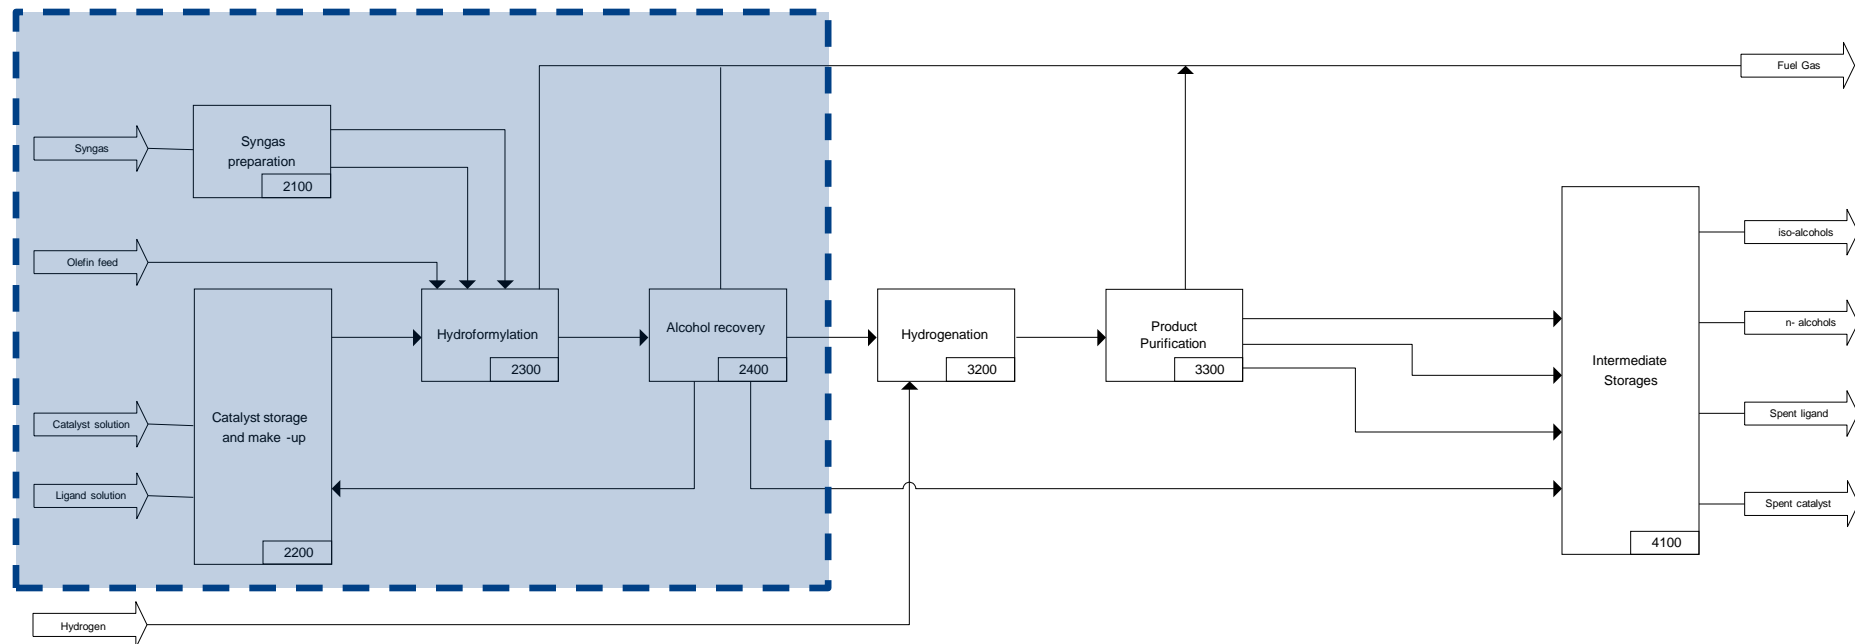 Fuel Gas
Syngas
Syngas
preparation
2100
iso-alcohols
Olefin feed
Hydroformylation
2300
Alcohol recovery
2400
Hydrogenation
3200
Product
Purification
3300
n- alcohols
Intermediate
Storages
4100
Catalyst solution
Catalyst storage
and make -up
2200
Spent ligand
Ligand solution
Spent catalyst
Hydrogen